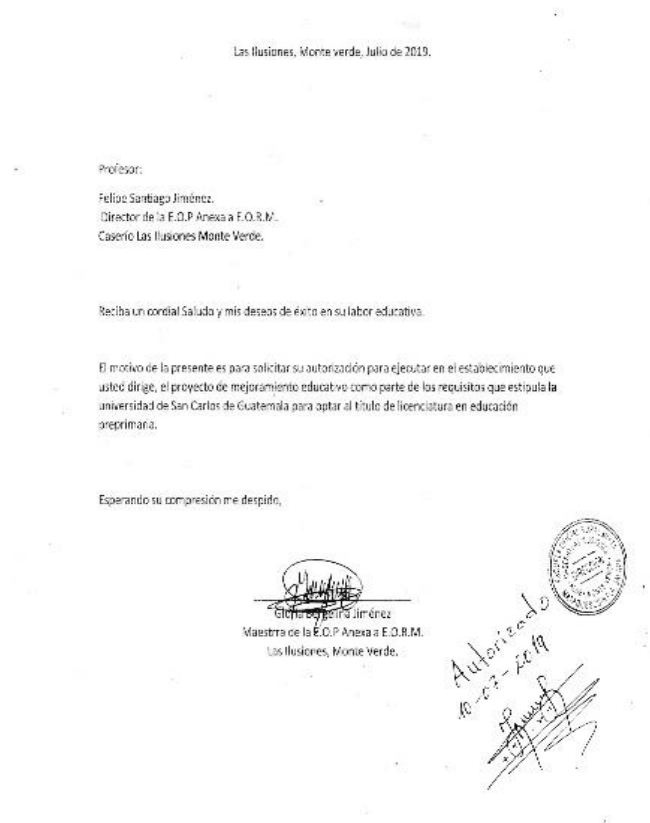 Las Ilusiones, Monte verde, Julio de 2019.
Profesor:
Felipe Santiago Jiménez.
Director de la E.O.P Anexa a E.O.R.M.
Caserío Las Ilusiones Monte Verde.
Reciba un cordial Saludo y mis deseos de éxito en su labor educativa.
El motivo de la presente es para solicitar su autorización para ejecutar en el establecimiento que
usted dirige, el proyecto de mejoramiento educativo como parte de los requisitos que estipula la
universidad de San Carlos de Guatemala para optar al título de licenciatura en educación
preprimaria.
Esperando su compresión me despido,
Gloria Jiménez
Maestrra de la E.O.P Anexa a E.O.R.M.
Las Ilusiones, Monte Verde.
Autorizado
10-07-2019